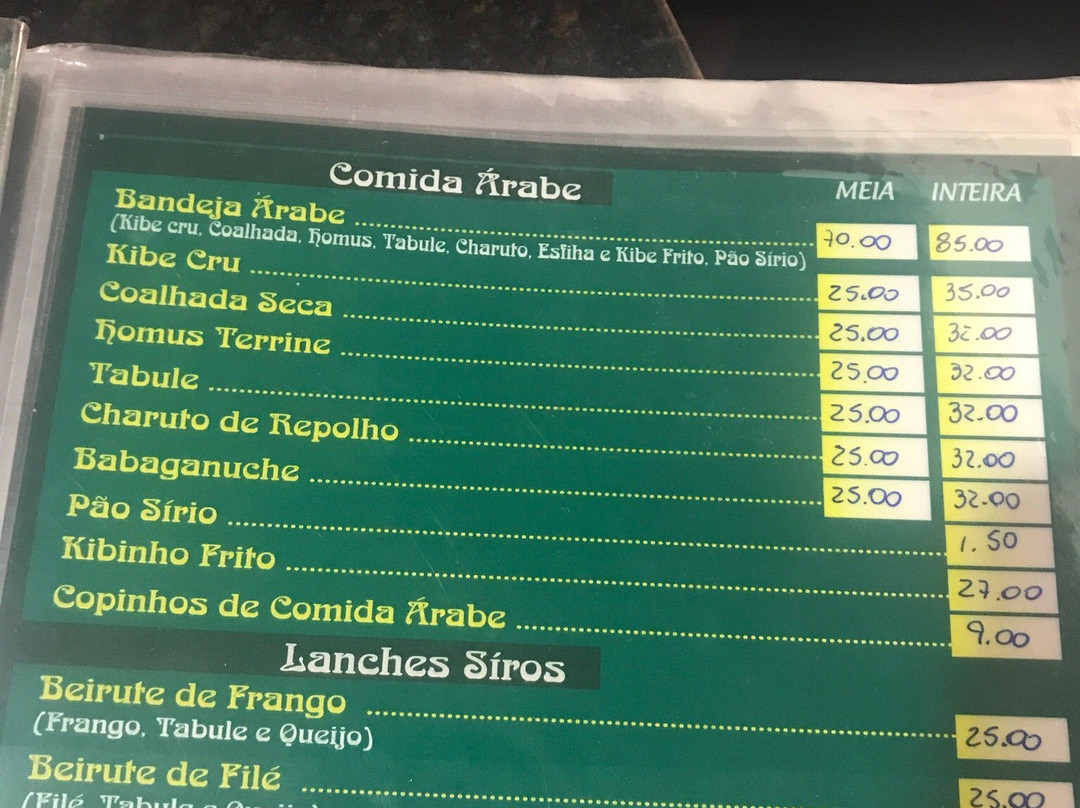 Comida Árabe MEIA INTEIRA
Bandeja Árabe 70.00 85.00
(Kibe cru, Coalhada, Homus, Tabule, Charuto, Esfiha e Kibe Frito, Pão Sírio)
Kibe Cru 25.00 35.00
Coalhada Seca 25.00 32.00
Homus Terrine 25.00 32.00
Tabule 25.00 32.00
Charuto de Repolho 25.00 32.00
Babaganuche 25.00 32.00
Pão Sírio 1.50
Kibinho Frito 27.00
Copinhos de Comida Árabe 9.00
Lanches Síros
Beirute de Frango 25.00
(Frango, Tabule e Queijo)
Beirute de Filé 25.00
(Filé, Tabule e